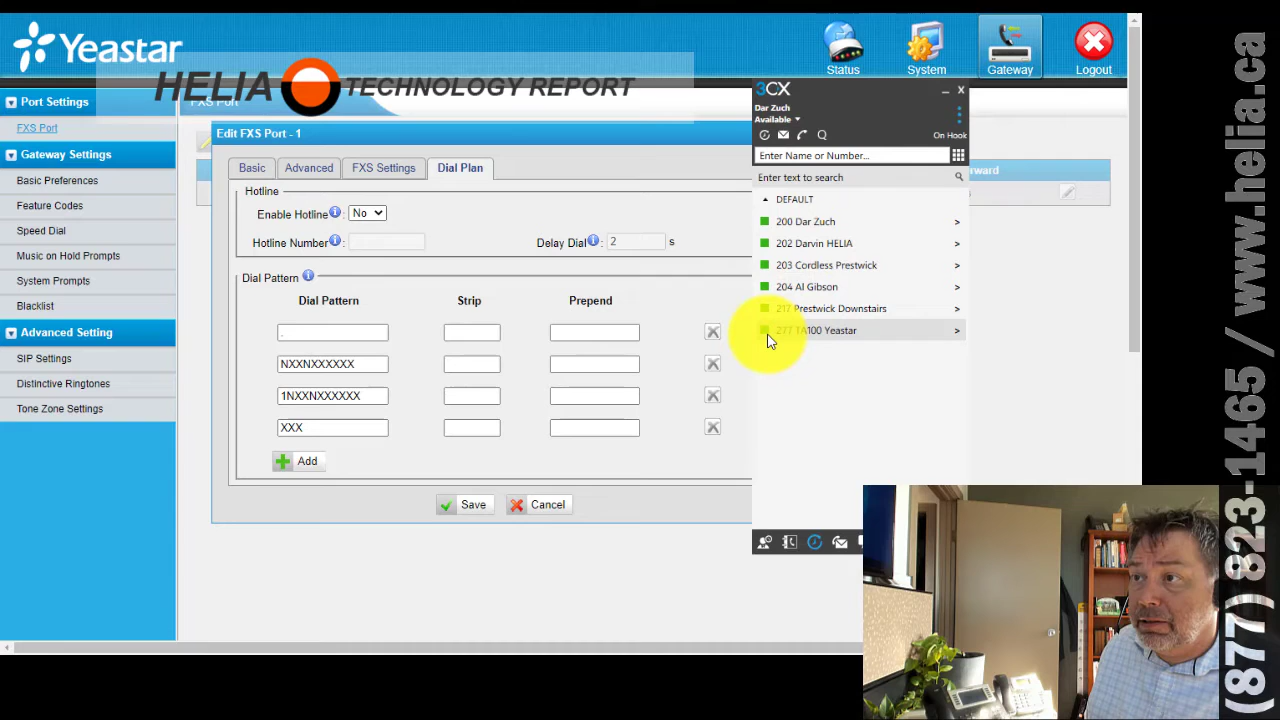 Yeastar
HELIA TECHNOLOGY REPORT
Status
System
Gateway
Logout
Port Settings
FXS Port
Gateway Settings
Basic Preferences
Feature Codes
Speed Dial
Music on Hold Prompts
System Prompts
Blacklist
Advanced Setting
SIP Settings
Distinctive Ringtones
Tone Zone Settings
FXS Port
Edit FXS Port - 1
Basic
Advanced
FXS Settings
Dial Plan
Hotline
Enable Hotline : No
Hotline Number : Delay Dial : 2 s
Dial Pattern
Dial Pattern Strip Prepend
.
NXXNXXXXXX
1NXXNXXXXXX
XXX
Add
Save
Cancel
3CX
Dar Zuch
Available
On Hook
Enter Name or Number...
Enter text to search
DEFAULT
200 Dar Zuch >
202 Darvin HELIA >
203 Cordless Prestwick >
204 Al Gibson >
217 Prestwick Downstairs >
277 TA100 Yeastar >
(877) 823-1465 / www.helia.ca